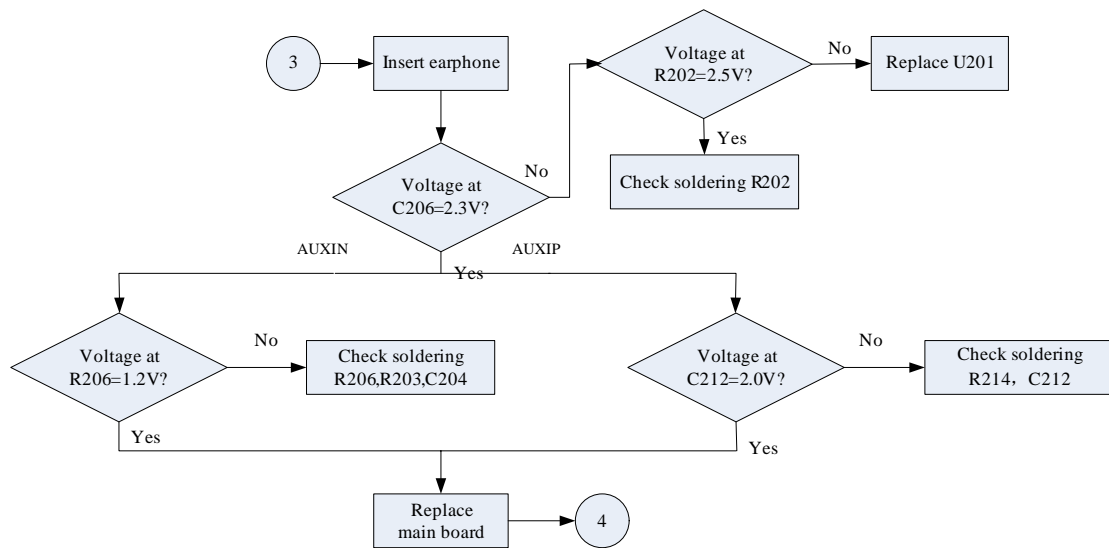 3
Insert earphone
Voltage at
R202=2.5V?
No
Replace U201
Yes
Check soldering R202
Voltage at
C206=2.3V?
No
AUXIN
AUXIP
Yes
Voltage at
R206=1.2V?
No
Check soldering
R206,R203,C204
Voltage at
C212=2.0V?
No
Check soldering
R214，C212
Yes
Yes
Replace
main board
4